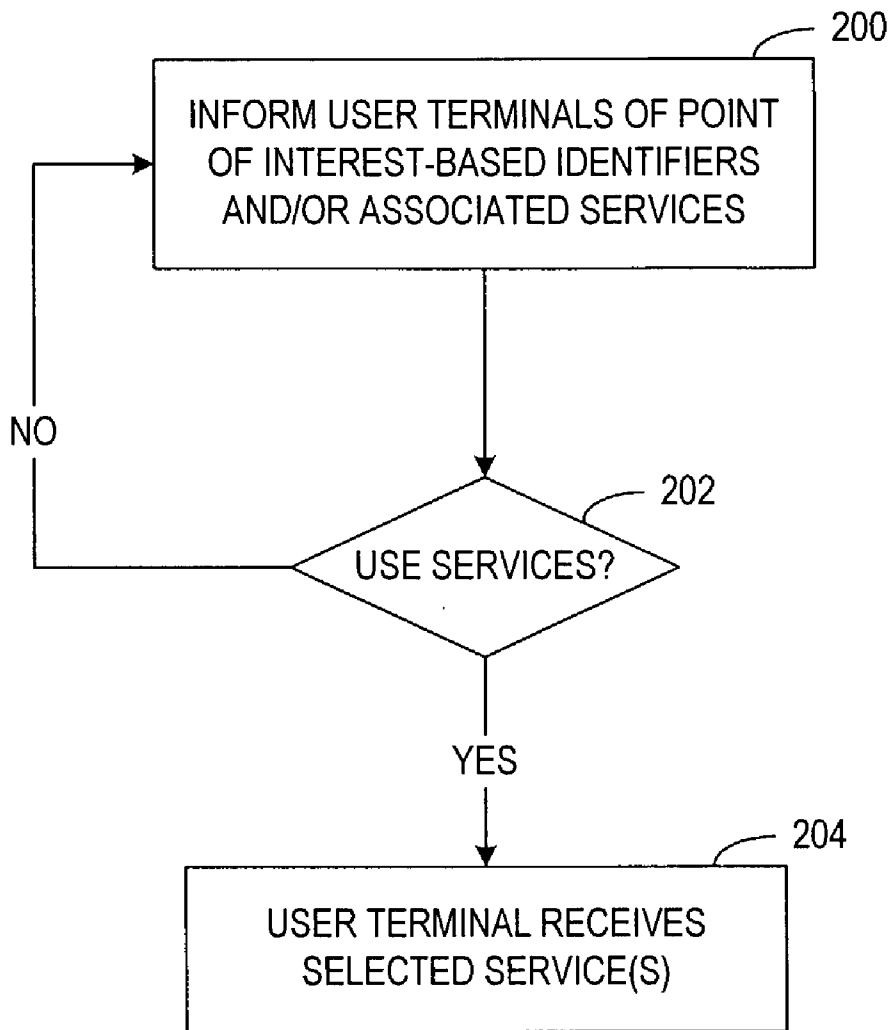 200
INFORM USER TERMINALS OF POINT
OF INTEREST-BASED IDENTIFIERS
AND/OR ASSOCIATED SERVICES
NO
202
USE SERVICES?
YES
204
USER TERMINAL RECEIVES
SELECTED SERVICE(S)